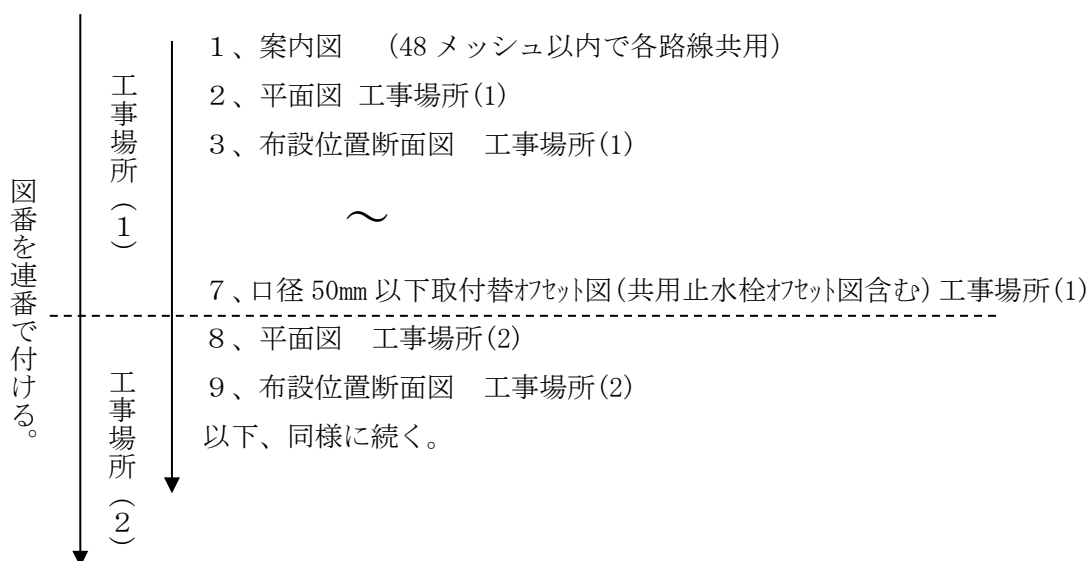 図番を連番で付ける。
工事場所（１）
工事場所（２）
１、案内図　（48メッシュ以内で各路線共用）
２、平面図 工事場所(1)
３、布設位置断面図　工事場所(1)
～
７、口径50mm以下取付替ｵﾌｾｯﾄ図(共用止水栓ｵﾌｾｯﾄ図含む)工事場所(1)
８、平面図　工事場所(2)
９、布設位置断面図　工事場所(2)
以下、同様に続く。